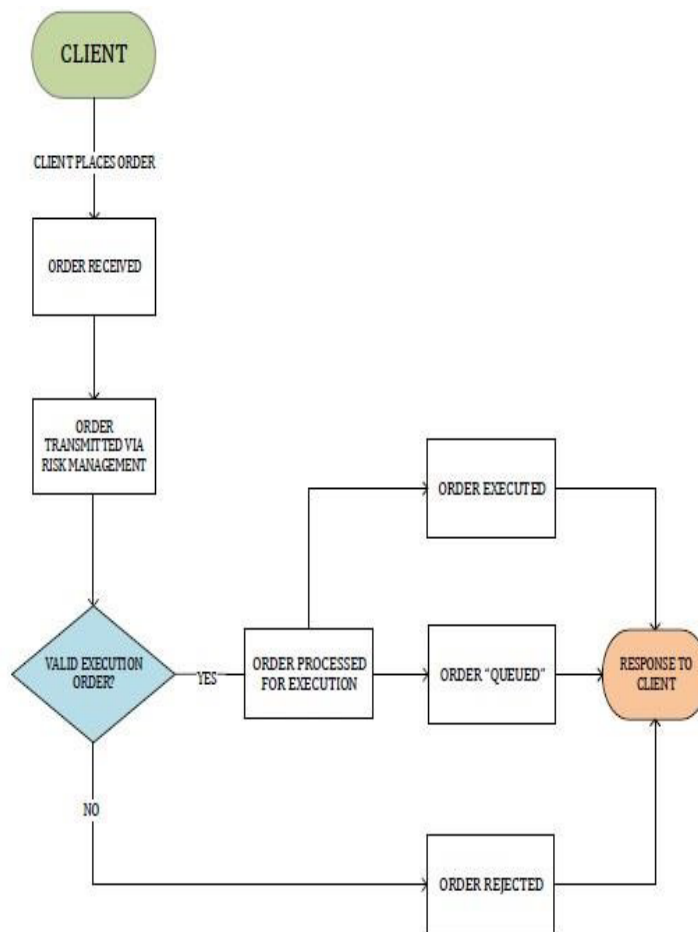 CLIENT
CLIENT PLACES ORDER
ORDER RECEIVED
ORDER
TRANSMITTED VIA
RISK MANAGEMENT
VALID EXECUTION
ORDER?
YES
ORDER PROCESSED
FOR EXECUTION
ORDER EXECUTED
ORDER “QUEUED”
RESPONSE TO
CLIENT
NO
ORDER REJECTED